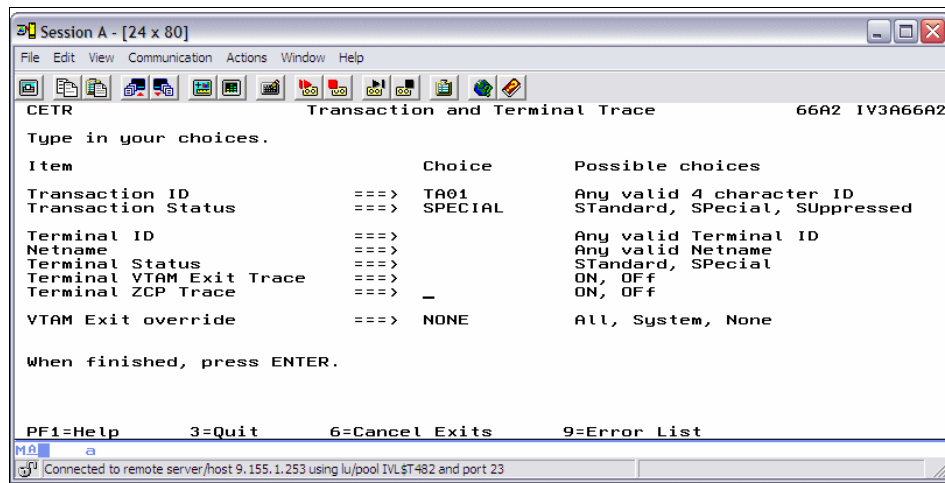 Session A - [24 x 80]
File Edit View Communication Actions Window Help
CETR Transaction and Terminal Trace 66A2 IV3A66A2
Type in your choices.
Item Choice Possible choices
Transaction ID ===> TA01 Any valid 4 character ID
Transaction Status ===> SPECIAL STandard, SPecial, SUppressed
Terminal ID ===> Any valid Terminal ID
Netname ===> Any valid Netname
Terminal Status ===> STandard, SPecial
Terminal VTAM Exit Trace ===> ON, OFf
Terminal ZCP Trace ===> _ ON, OFf
VTAM Exit override ===> NONE All, System, None
When finished, press ENTER.
PF1=Help 3=Quit 6=Cancel Exits 9=Error List
MA a
Connected to remote server/host 9.155.1.253 using lu/pool IVL$T482 and port 23